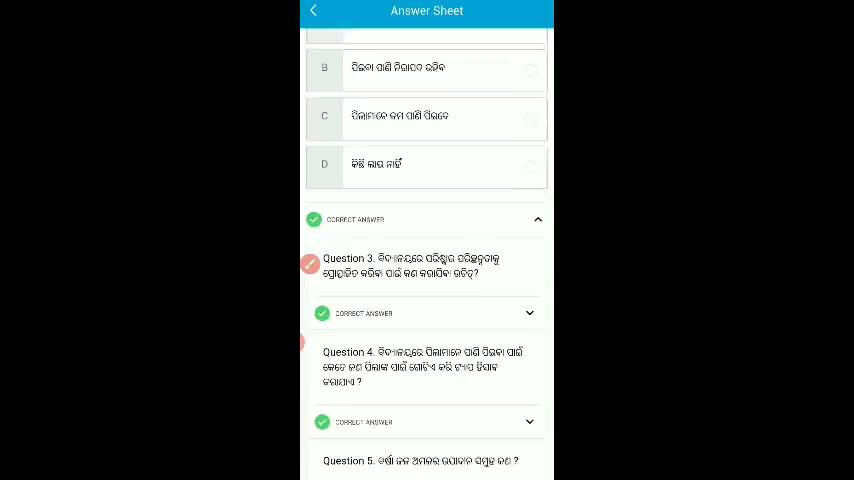 Answer Sheet
B ପିଇବା ପାଣି ନିରାପଦ ରହିବ
C ପିଲାମାନେ କମ ପାଣି ପିଇବେ
D କିଛି ଲାଭ ନାହିଁ
CORRECT ANSWER
Question 3. ବିଦ୍ୟାଳୟରେ ପରିଷ୍କାର ପରିଚ୍ଛନ୍ନତାକୁ
ପ୍ରୋତ୍ସାହିତ କରିବା ପାଇଁ କଣ କରାଯିବା ଉଚିତ୍?
CORRECT ANSWER
Question 4. ବିଦ୍ୟାଳୟରେ ପିଲାମାନେ ପାଣି ପିଇବା ପାଇଁ
କେତେ ଜଣ ପିଲାଙ୍କ ପାଇଁ ଗୋଟିଏ କରି ଟ୍ୟାପ ହିସାବ
କରାଯାଏ ?
CORRECT ANSWER
Question 5. ବର୍ଷା ଜଳ ଅମଳର ଉପାଦାନ ସମୂହ କଣ ?